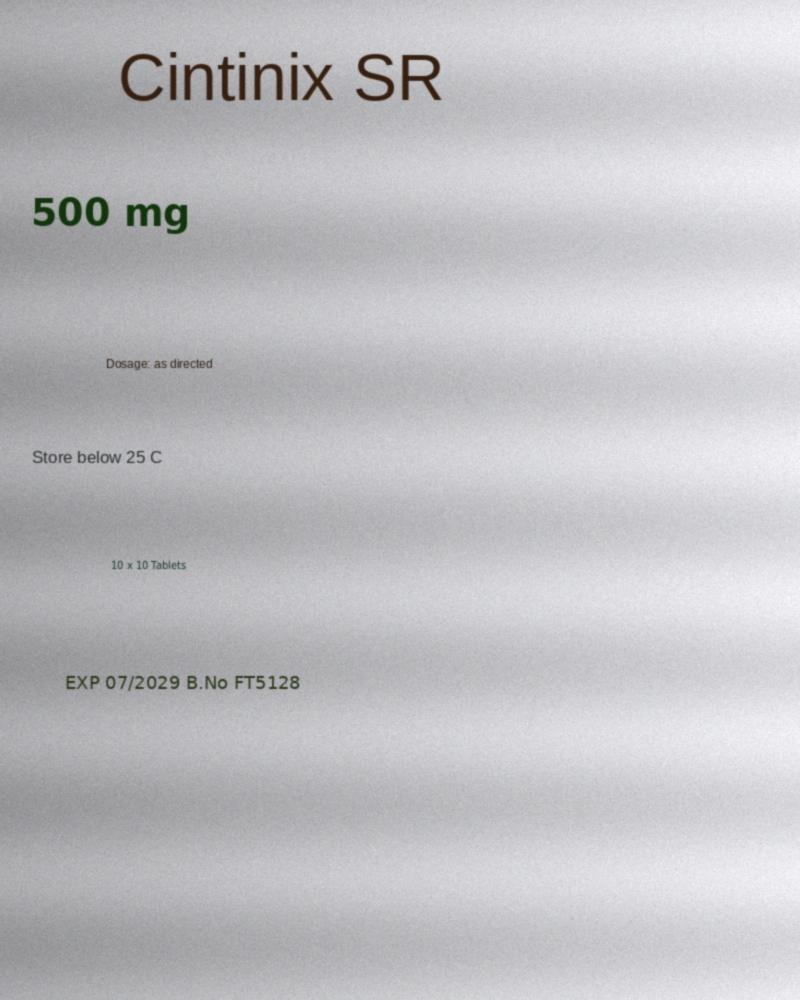 Cintinix SR
500 mg
Dosage: as directed
Store below 25 C
10 x 10 Tablets
EXP 07/2029 B.No FT5128